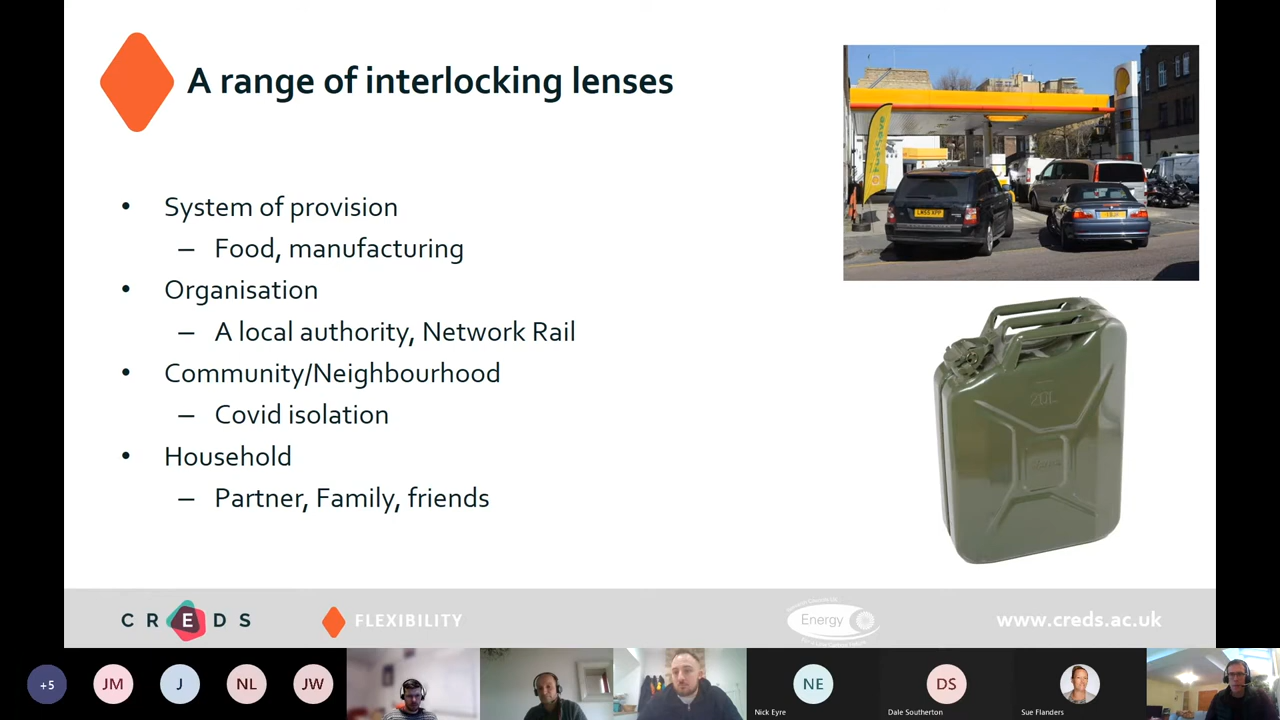 A range of interlocking lenses
• System of provision
– Food, manufacturing
• Organisation
– A local authority, Network Rail
• Community/Neighbourhood
– Covid isolation
• Household
– Partner, Family, friends
20L
CREDS
FLEXIBILITY
Energy
www.creds.ac.uk
+5
JM
J
NL
JW
NE
Nick Eyre
DS
Dale Southerton
Sue Flanders